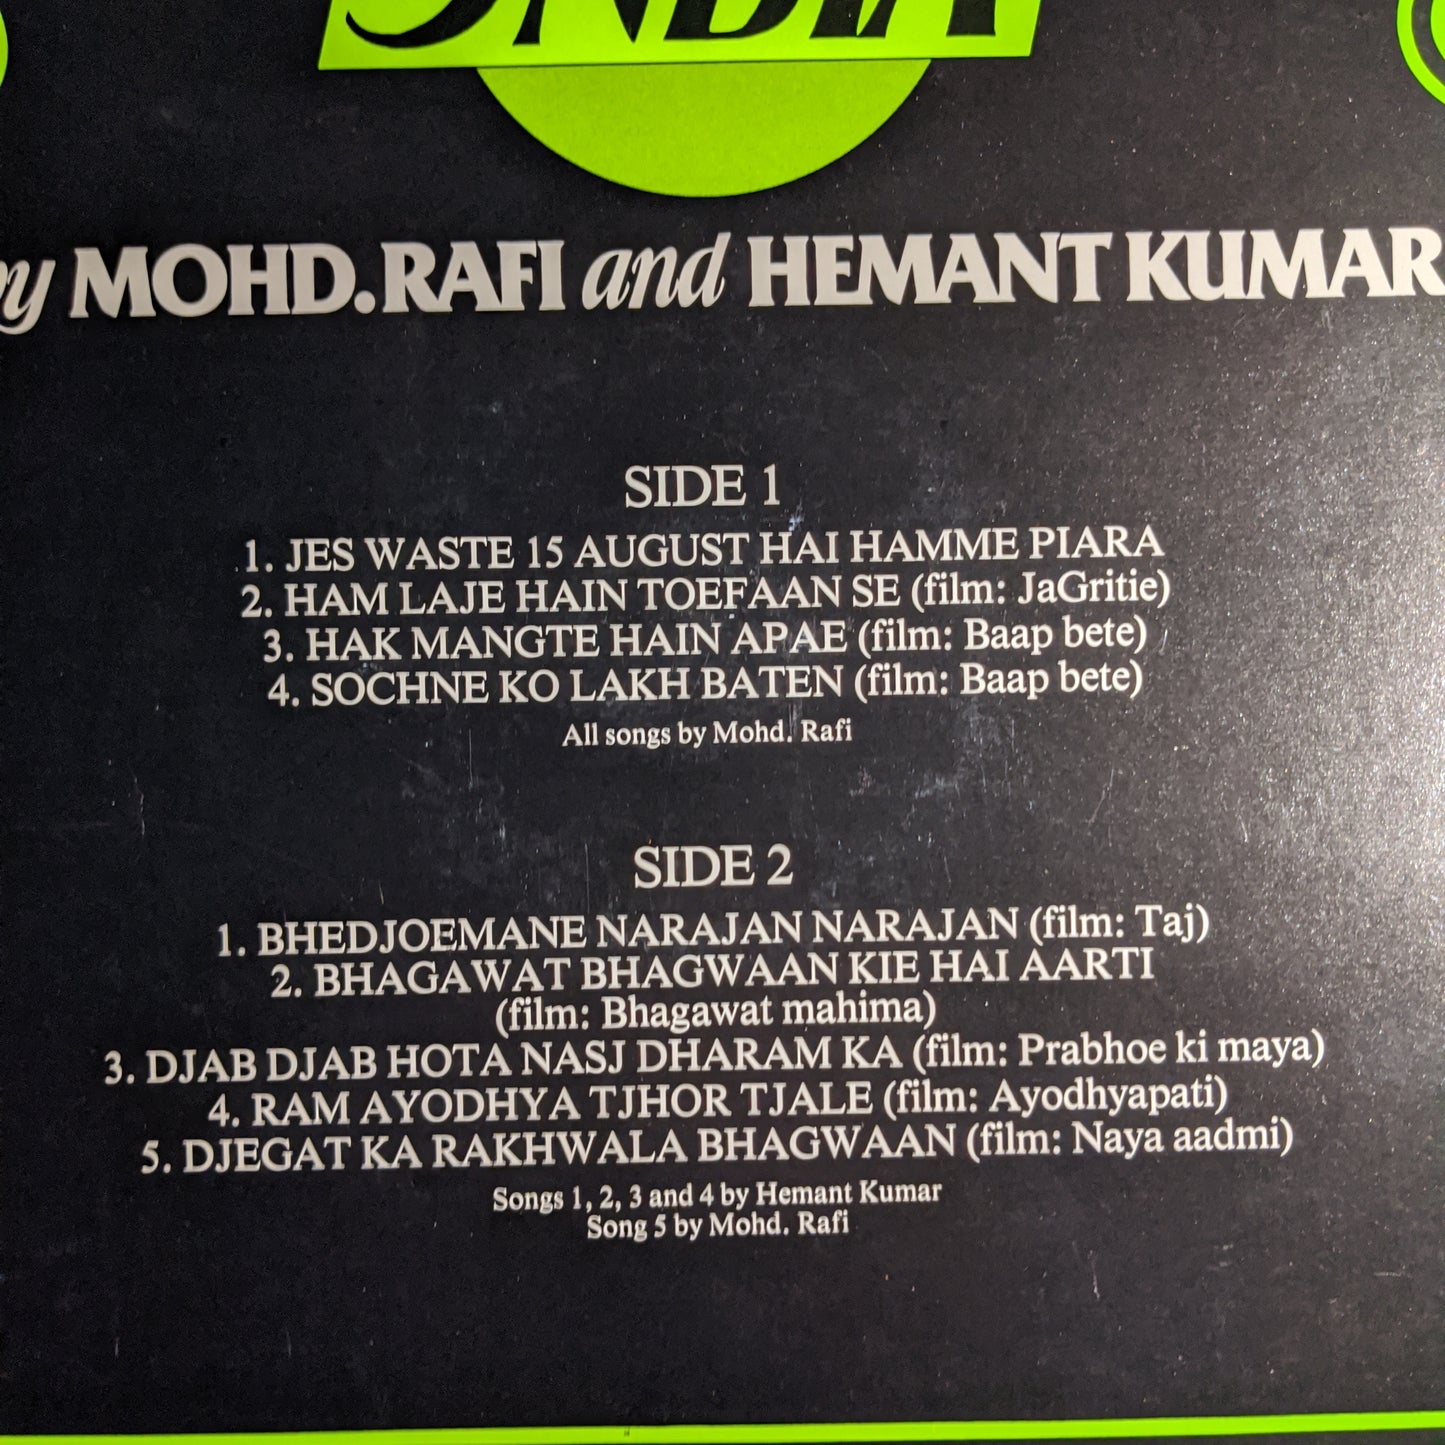 INDIA
by MOHD.RAFI and HEMANT KUMAR
SIDE 1
1. JES WASTE 15 AUGUST HAI HAMME PIARA
2. HAM LAJE HAIN TOEFAAN SE (film: JaGritie)
3. HAK MANGTE HAIN APAE (film: Baap bete)
4. SOCHNE KO LAKH BATEN (film: Baap bete)
All songs by Mohd. Rafi
SIDE 2
1. BHEDJOEMANE NARAJAN NARAJAN (film: Taj)
2. BHAGAWAT BHAGWAAN KIE HAI AARTI
(film: Bhagawat mahima)
3. DJAB DJAB HOTA NASJ DHARAM KA (film: Prabhoe ki maya)
4. RAM AYODHYA TJHOR TJALE (film: Ayodhyapati)
5. DJEGAT KA RAKHWALA BHAGWAAN (film: Naya aadmi)
Songs 1, 2, 3 and 4 by Hemant Kumar
Song 5 by Mohd. Rafi